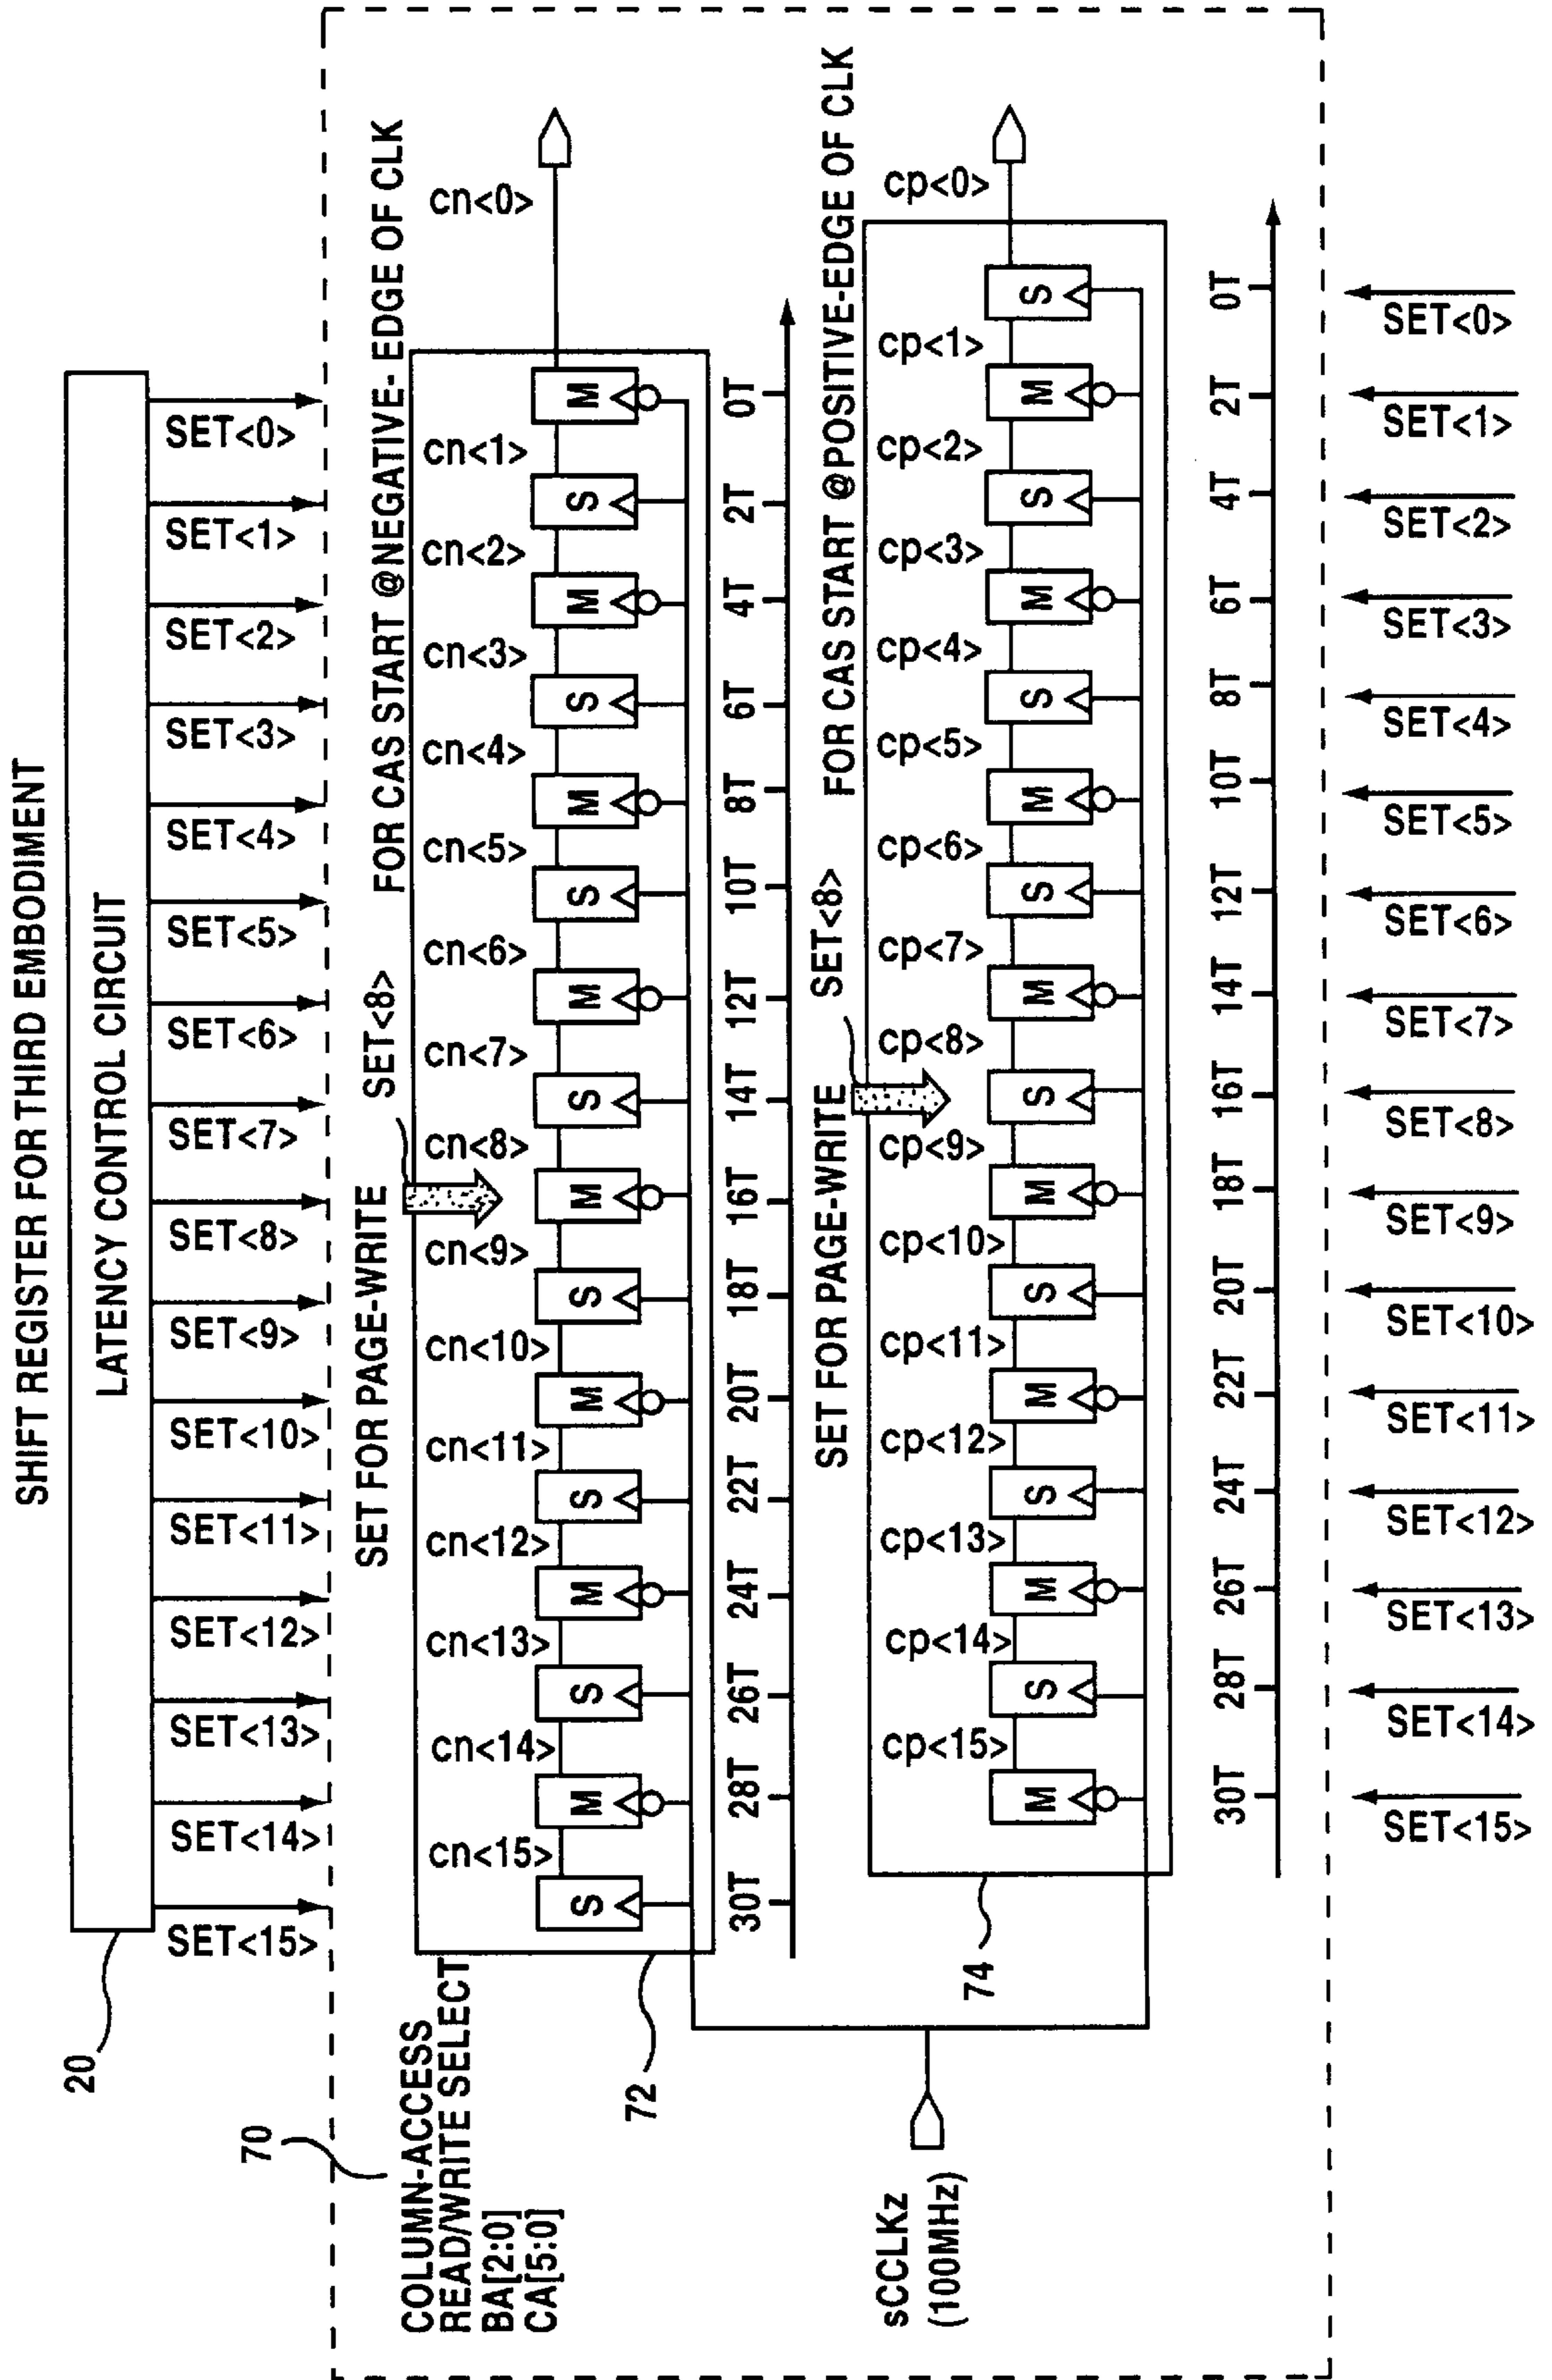 SHIFT REGISTER FOR THIRD EMBODIMENT
20
LATENCY CONTROL CIRCUIT
SET<15> SET<14> SET<13> SET<12> SET<11> SET<10> SET<9> SET<8> SET<7> SET<6> SET<5> SET<4> SET<3> SET<2> SET<1> SET<0>
70
COLUMN-ACCESS
READ/WRITE SELECT
BA[2:0]
CA[5:0]
SET FOR PAGE-WRITE
SET<8>
FOR CAS START @NEGATIVE-EDGE OF CLK
cn<15> cn<14> cn<13> cn<12> cn<11> cn<10> cn<9> cn<8> cn<7> cn<6> cn<5> cn<4> cn<3> cn<2> cn<1> cn<0>
S M S M S M S M S M S M S M S M
72
30T 28T 26T 24T 22T 20T 18T 16T 14T 12T 10T 8T 6T 4T 2T 0T
SET FOR PAGE-WRITE
SET<8>
FOR CAS START @POSITIVE-EDGE OF CLK
sCCLKz
(100MHz)
cp<15> cp<14> cp<13> cp<12> cp<11> cp<10> cp<9> cp<8> cp<7> cp<6> cp<5> cp<4> cp<3> cp<2> cp<1> cp<0>
M S M S M S M S M S M S M S M S
74
30T 28T 26T 24T 22T 20T 18T 16T 14T 12T 10T 8T 6T 4T 2T 0T
SET<15> SET<14> SET<13> SET<12> SET<11> SET<10> SET<9> SET<8> SET<7> SET<6> SET<5> SET<4> SET<3> SET<2> SET<1> SET<0>